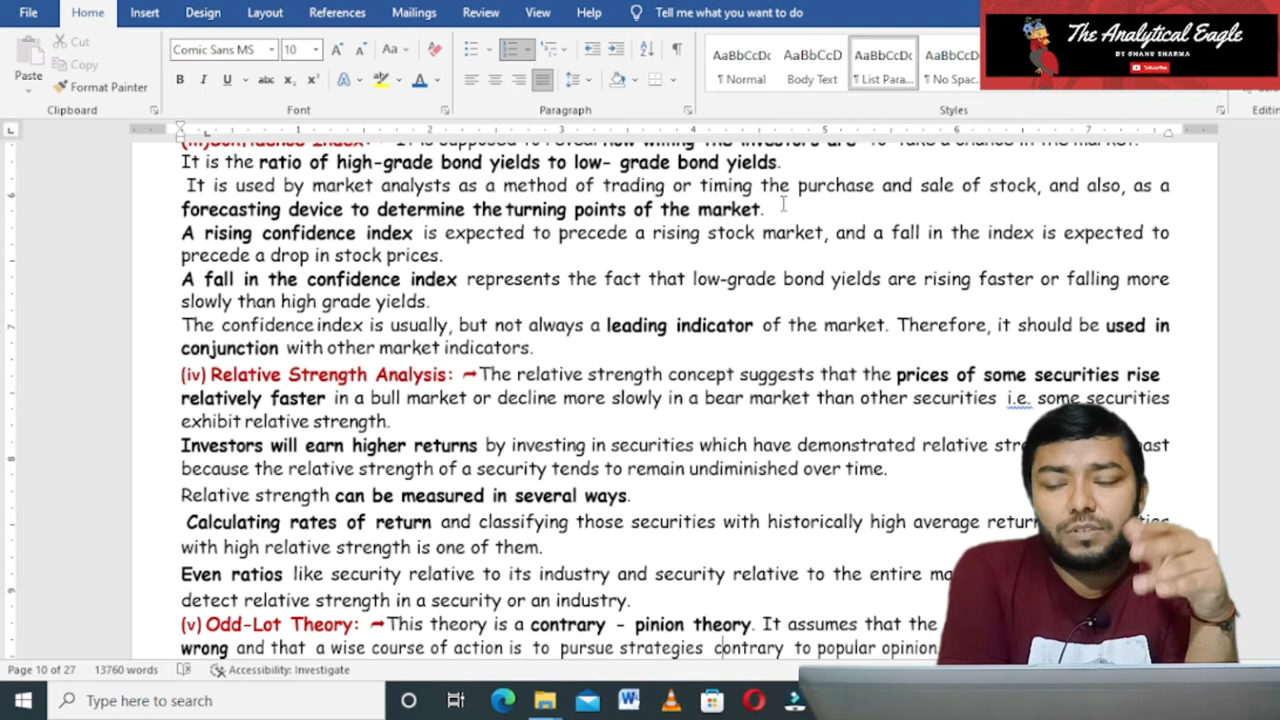 File Home Insert Design Layout References Mailings Review View Help Tell me what you want to do
The Analytical Eagle
Cut
Copy
Format Painter
Paste
Comic Sans MS 10
Aa
B I U abc x₂ x²
AaBbCcDc AaBbCcD AaBbCcDc AaBbCcDc
¶ Normal Body Text ¶ List Para... ¶ No Spac...
Clipboard Font Paragraph Styles Editin
1 2 3 4 5 6 7
It is the ratio of high-grade bond yields to low- grade bond yields.
It is used by market analysts as a method of trading or timing the purchase and sale of stock, and also, as a
forecasting device to determine the turning points of the market.
A rising confidence index is expected to precede a rising stock market, and a fall in the index is expected to
precede a drop in stock prices.
A fall in the confidence index represents the fact that low-grade bond yields are rising faster or falling more
slowly than high grade yields.
The confidence index is usually, but not always a leading indicator of the market. Therefore, it should be used in
conjunction with other market indicators.
(iv) Relative Strength Analysis: The relative strength concept suggests that the prices of some securities rise
relatively faster in a bull market or decline more slowly in a bear market than other securities i.e. some securities
exhibit relative strength.
Investors will earn higher returns by investing in securities which have demonstrated relative
because the relative strength of a security tends to remain undiminished over time.
Relative strength can be measured in several ways.
Calculating rates of return and classifying those securities with historically high average
with high relative strength is one of them.
Even ratios like security relative to its industry and security relative to the entire
detect relative strength in a security or an industry.
(v) Odd-Lot Theory: This theory is a contrary - pinion theory. It assumes that the
wrong and that a wise course of action is to pursue strategies contrary to popular opinion.
Page 10 of 27 13760 words Accessibility: Investigate
Type here to search